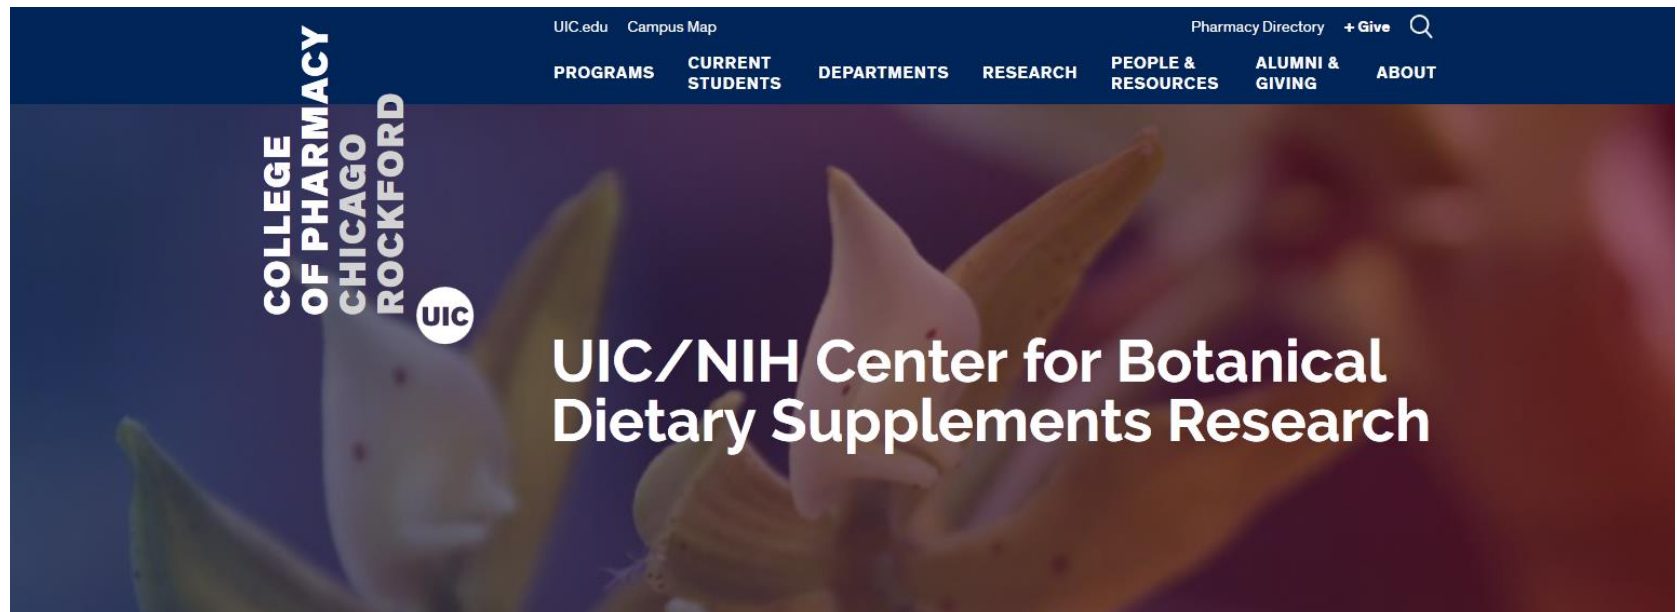 UIC.edu Campus Map Pharmacy Directory + Give
PROGRAMS CURRENT STUDENTS DEPARTMENTS RESEARCH PEOPLE & RESOURCES ALUMNI & GIVING ABOUT
COLLEGE
OF PHARMACY
CHICAGO
ROCKFORD
UIC
UIC/NIH Center for Botanical
Dietary Supplements Research